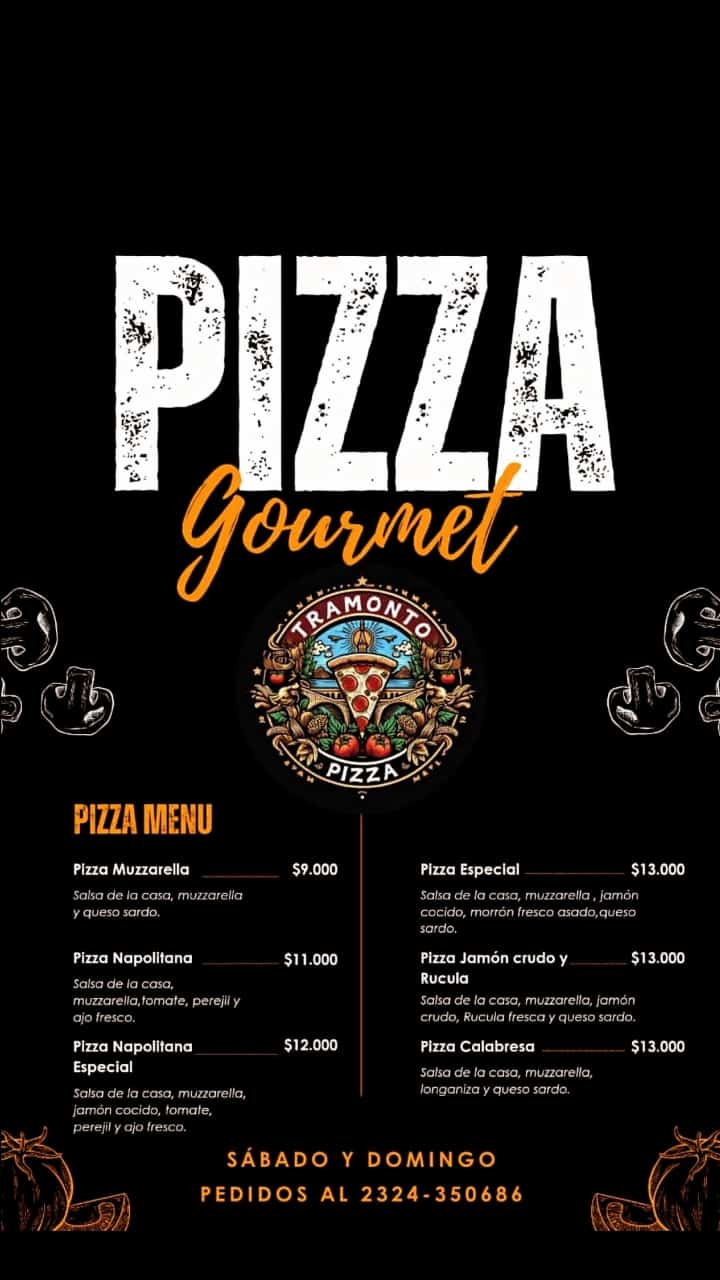 PIZZA
Gourmet
TRAMONTO
PIZZA
PIZZA MENU
Pizza Muzzarella $9.000
Salsa de la casa, muzzarella
y queso sardo.
Pizza Napolitana $11.000
Salsa de la casa,
muzzarella,tomate, perejil y
ajo fresco.
Pizza Napolitana $12.000
Especial
Salsa de la casa, muzzarella,
jamón cocido, tomate,
perejil y ajo fresco.
Pizza Especial $13.000
Salsa de la casa, muzzarella , jamón
cocido, morrón fresco asado,queso
sardo.
Pizza Jamón crudo y $13.000
Rucula
Salsa de la casa, muzzarella, jamón
crudo, Rucula fresca y queso sardo.
Pizza Calabresa $13.000
Salsa de la casa, muzzarella,
longaniza y queso sardo.
SÁBADO Y DOMINGO
PEDIDOS AL 2324-350686